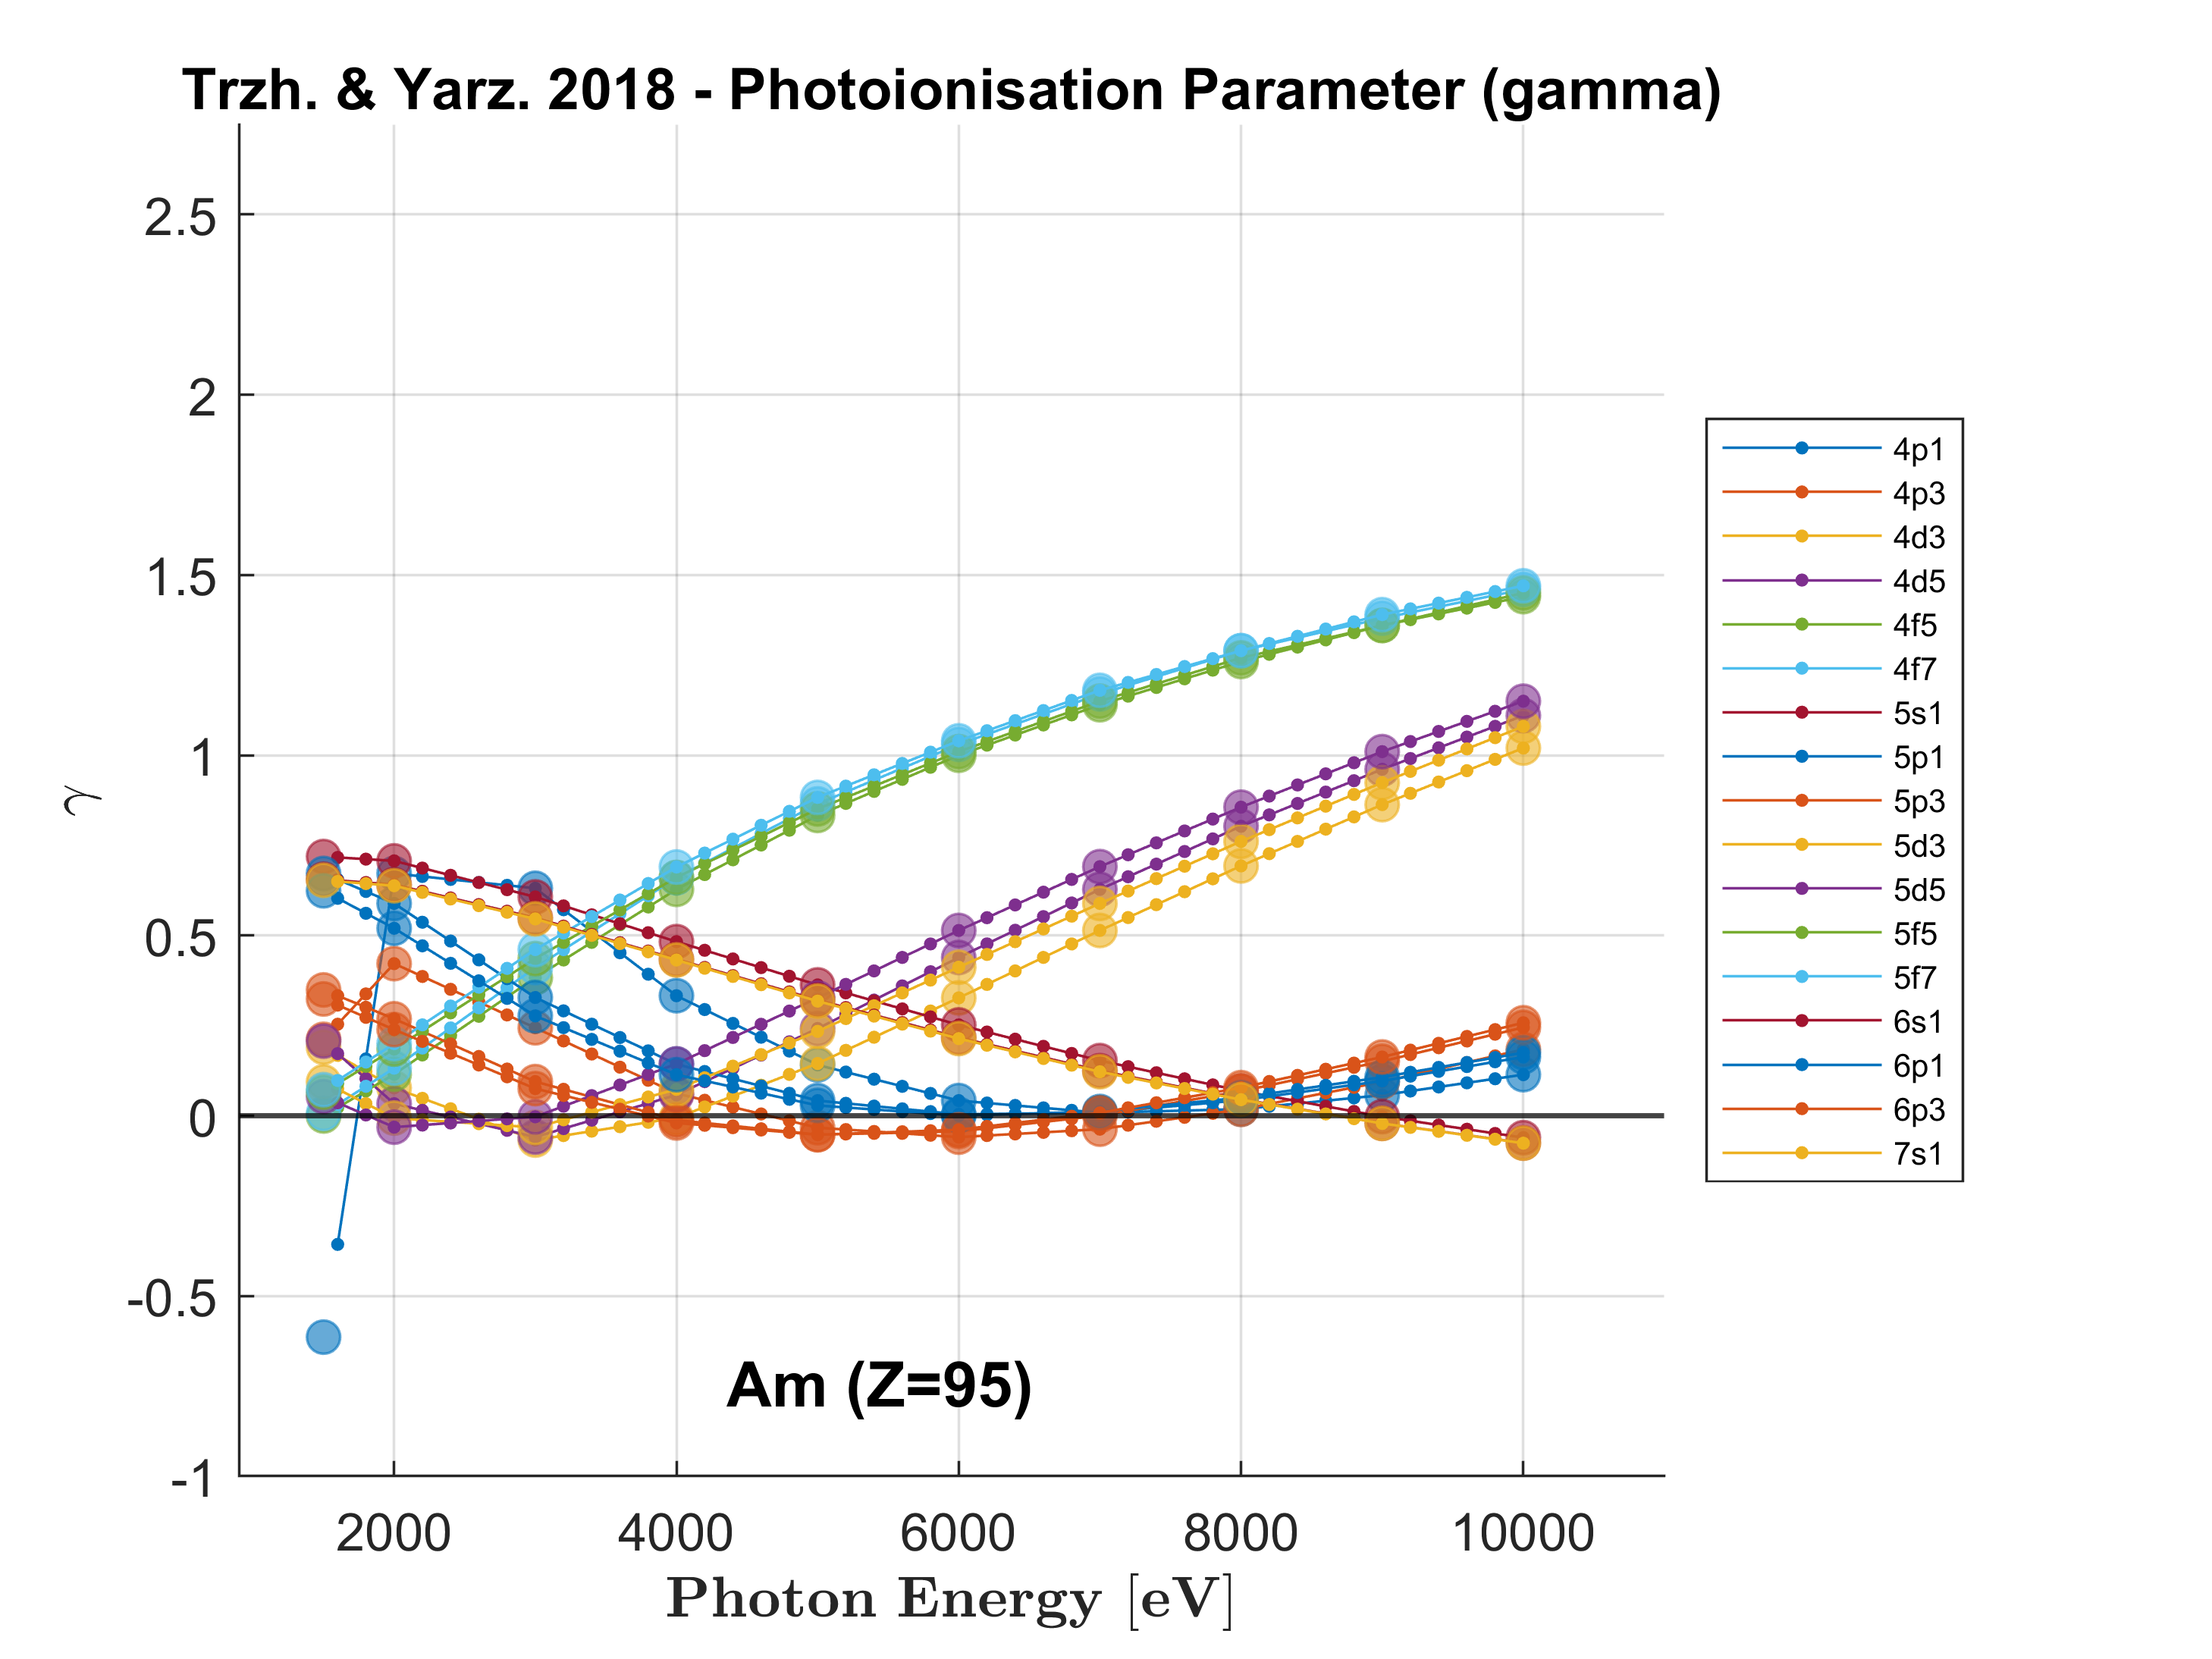 Trzh. & Yarz. 2018 - Photoionisation Parameter (gamma)
2.5
2
1.5
1
0.5
0
-0.5
-1
γ
2000 4000 6000 8000 10000
Photon Energy [eV]
Am (Z=95)
4p1
4p3
4d3
4d5
4f5
4f7
5s1
5p1
5p3
5d3
5d5
5f5
5f7
6s1
6p1
6p3
7s1